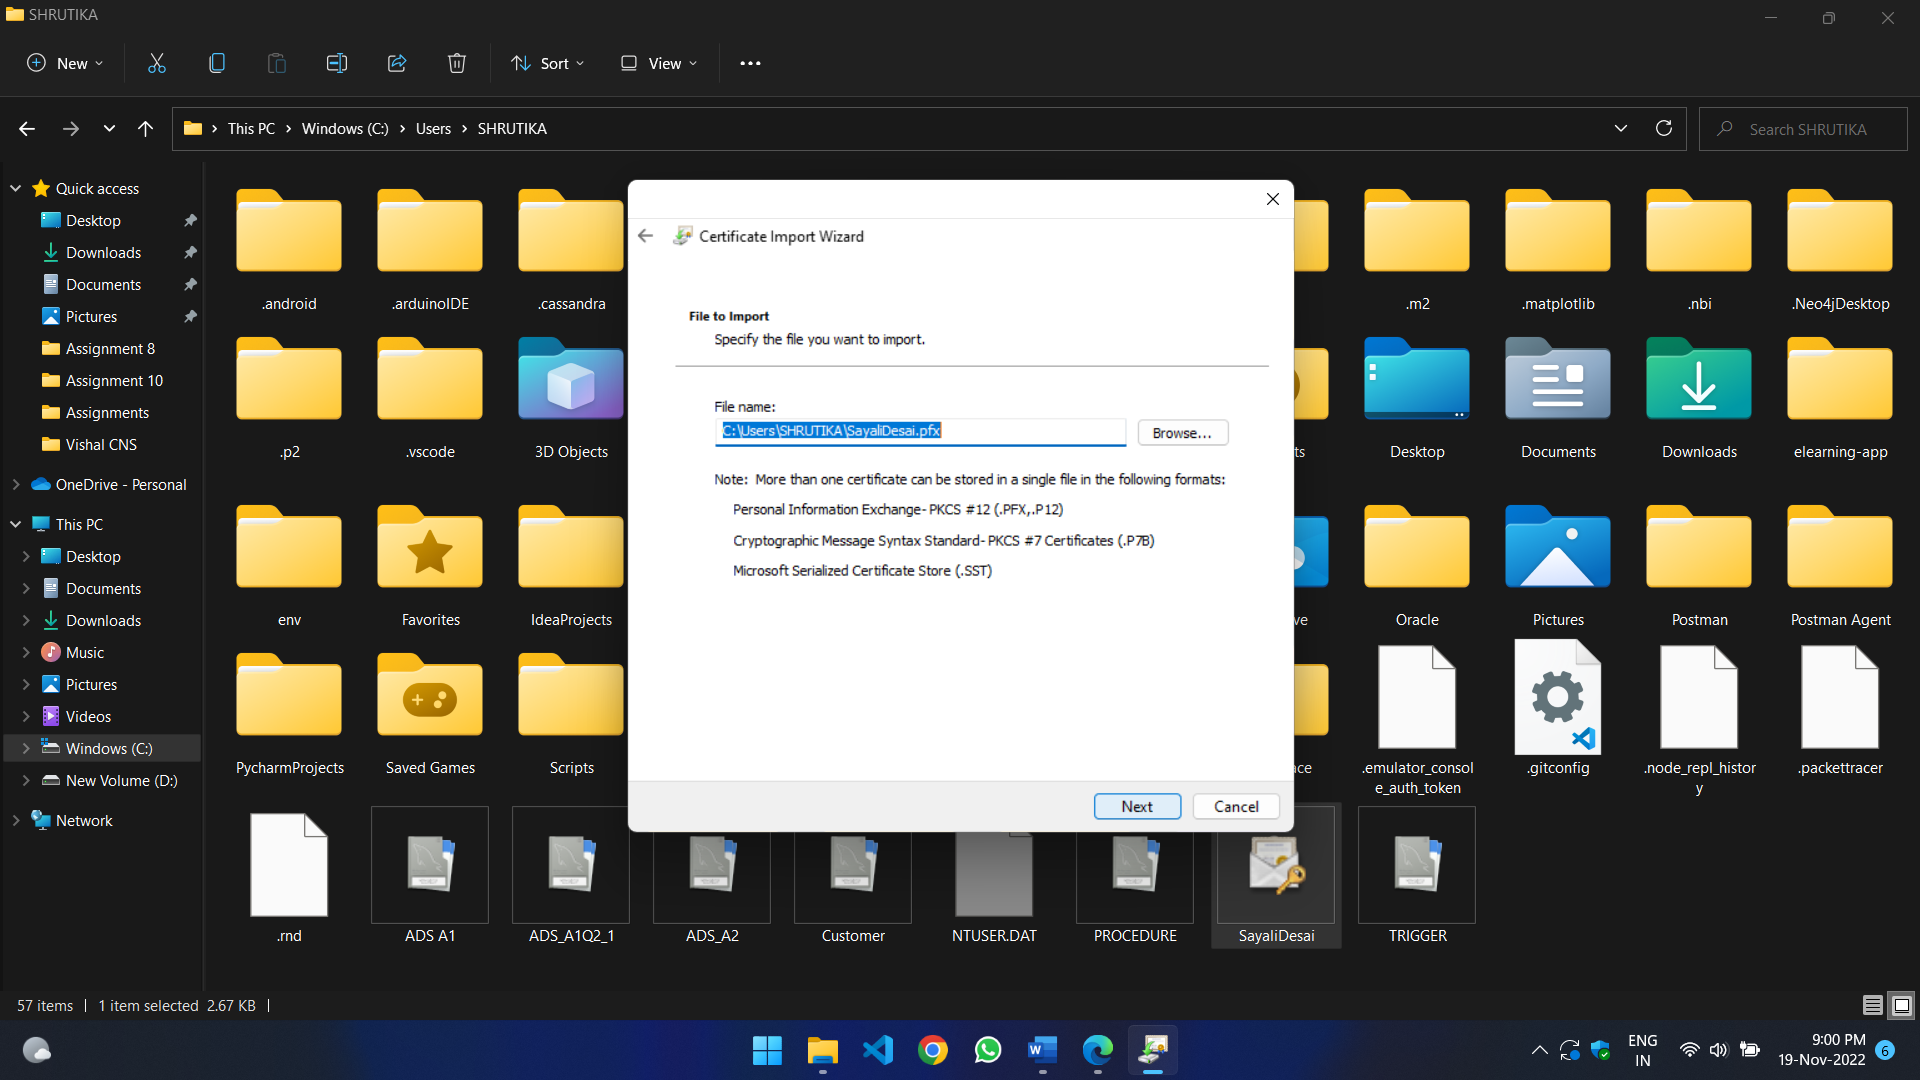 SHRUTIKA
New
Sort
View
This PC
Windows (C:)
Users
SHRUTIKA
Search SHRUTIKA
Quick access
Desktop
Downloads
Documents
Pictures
Assignment 8
Assignment 10
Assignments
Vishal CNS
OneDrive - Personal
This PC
Desktop
Documents
Downloads
Music
Pictures
Videos
Windows (C:)
New Volume (D:)
Network
.android
.arduinoIDE
.cassandra
.m2
.matplotlib
.nbi
.Neo4jDesktop
.p2
.vscode
3D Objects
ts
Desktop
Documents
Downloads
elearning-app
env
Favorites
IdeaProjects
ve
Oracle
Pictures
Postman
Postman Agent
PycharmProjects
Saved Games
Scripts
ace
.emulator_consol
e_auth_token
.gitconfig
.node_repl_histor
y
.packettracer
.rnd
ADS A1
ADS_A1Q2_1
ADS_A2
Customer
NTUSER.DAT
PROCEDURE
SayaliDesai
TRIGGER
Certificate Import Wizard
File to Import
Specify the file you want to import.
File name:
C:\Users\SHRUTIKA\SayaliDesai.pfx
Browse...
Note: More than one certificate can be stored in a single file in the following formats:
Personal Information Exchange- PKCS #12 (.PFX,.P12)
Cryptographic Message Syntax Standard- PKCS #7 Certificates (.P7B)
Microsoft Serialized Certificate Store (.SST)
Next
Cancel
57 items
1 item selected 2.67 KB
ENG
IN
9:00 PM
19-Nov-2022
6